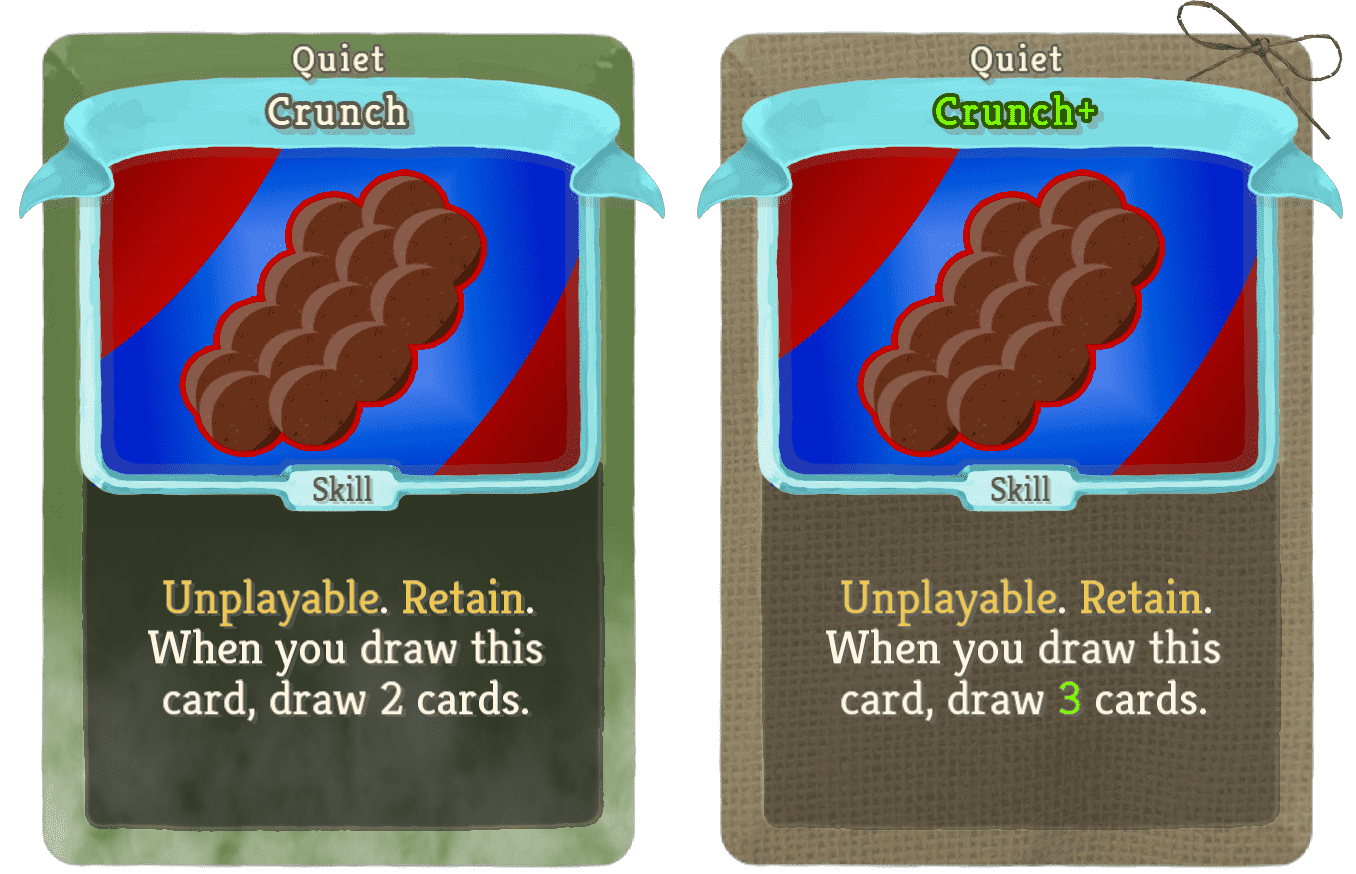 Quiet
Crunch
Skill
Unplayable. Retain.
When you draw this
card, draw 2 cards.
Quiet
Crunch+
Skill
Unplayable. Retain.
When you draw this
card, draw 3 cards.